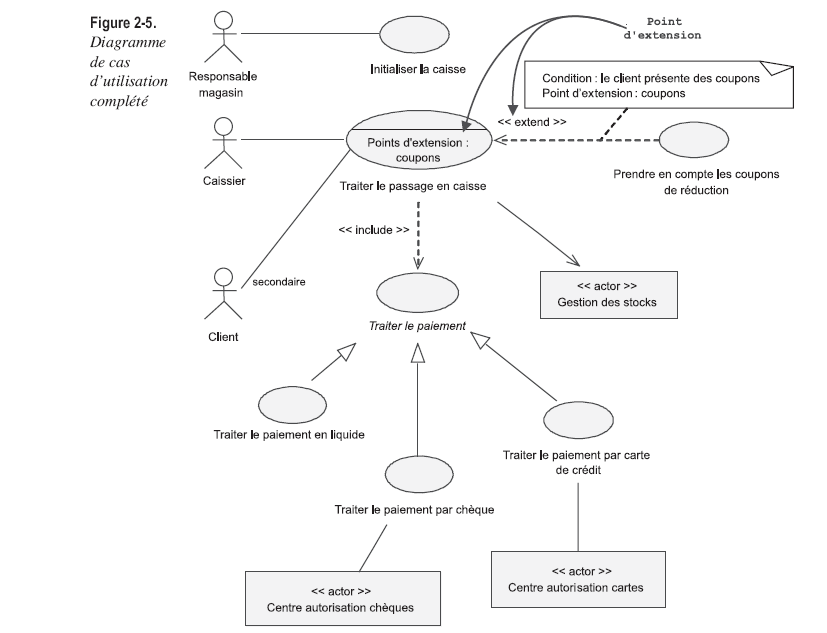 Figure 2-5.
Diagramme
de cas
d'utilisation
complété
Responsable
magasin
Initialiser la caisse
Point
d'extension
Condition : le client présente des coupons
Point d'extension : coupons
<< extend >>
Caissier
Points d'extension :
coupons
Traiter le passage en caisse
Prendre en compte les coupons
de réduction
<< include >>
secondaire
Client
<< actor >>
Gestion des stocks
Traiter le paiement
Traiter le paiement en liquide
Traiter le paiement par carte
de crédit
Traiter le paiement par chèque
<< actor >>
Centre autorisation chèques
<< actor >>
Centre autorisation cartes